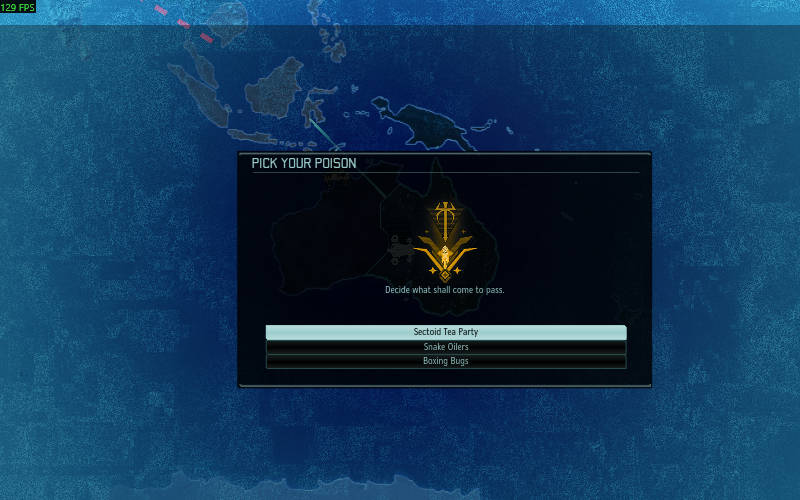 129 FPS
PICK YOUR POISON
Decide what shall come to pass.
Sectoid Tea Party
Snake Oilers
Boxing Bugs